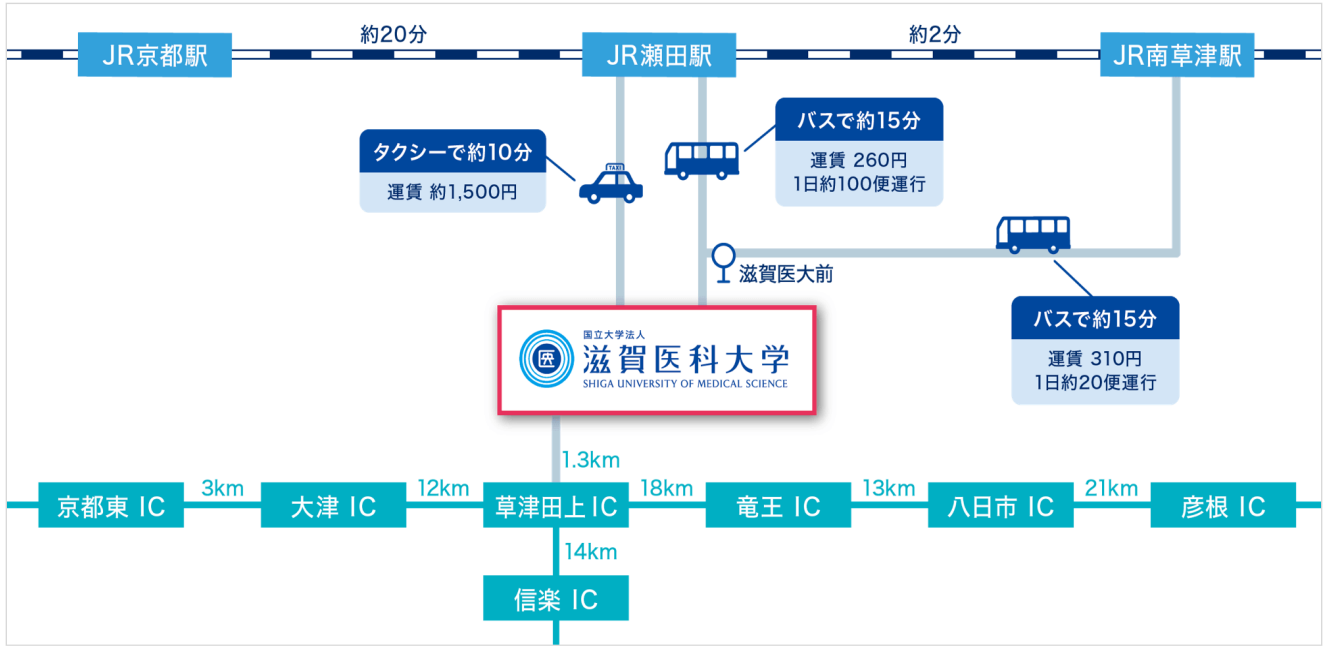 約20分
約2分
JR京都駅
JR瀬田駅
JR南草津駅
タクシーで約10分
運賃 約1,500円
TAXI
バスで約15分
運賃 260円
1日約100便運行
滋賀医大前
バスで約15分
運賃 310円
1日約20便運行
医
国立大学法人
滋賀医科大学
SHIGA UNIVERSITY OF MEDICAL SCIENCE
1.3km
3km
12km
18km
13km
21km
京都東 IC
大津 IC
草津田上 IC
竜王 IC
八日市 IC
彦根 IC
14km
信楽 IC